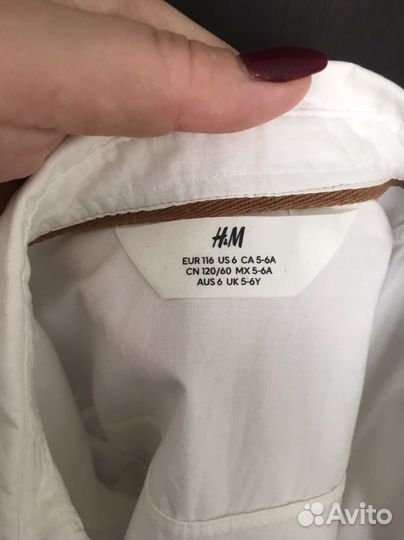 H&M
EUR 116 US 6 CA 5-6A
CN 120/60 MX 5-6A
AUS 6 UK 5-6Y
Avito